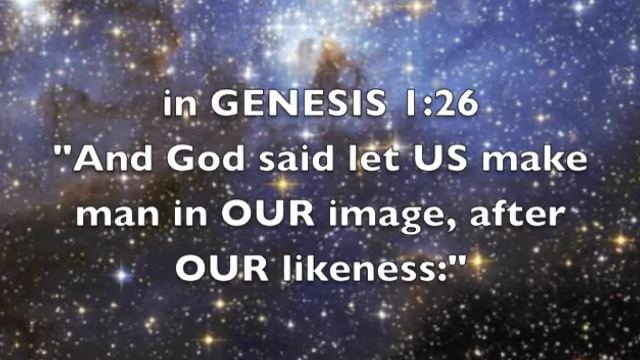 in GENESIS 1:26
"And God said let US make
man in OUR image, after
OUR likeness:"